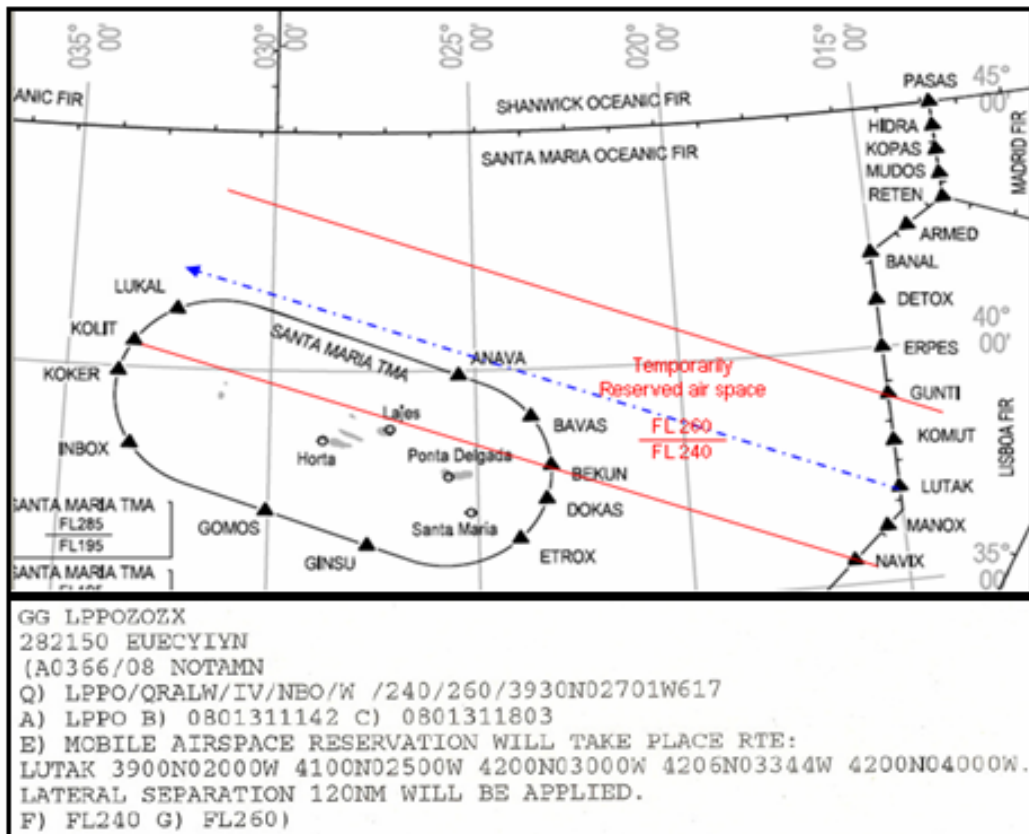 035° 00'
030° 00'
025° 00'
020° 00'
015° 00'
PASAS
45° 00'
ANIC FIR
SHANWICK OCEANIC FIR
SANTA MARIA OCEANIC FIR
HIDRA
KOPAS
MUDOS
RETEN
MADRID FIR
ARMED
BANAL
LUKAL
DETOX
KOLIT
SANTA MARIA TMA
40° 00'
KOKER
ANAVA
ERPES
Temporarily
Reserved air space
GUNTI
Lajes
BAVAS
FL 260
FL 240
KOMUT
LISBOA FIR
INBOX
Horta
Ponta Delgada
BEKUN
LUTAK
SANTA MARIA TMA
FL285
FL195
GOMOS
Santa Maria
DOKAS
MANOX
GINSU
ETROX
NAVIX
35° 00'
SANTA MARIA TMA
GG LPPOZOZX
282150 EUECYIYN
(A0366/08 NOTAMN
Q) LPPO/QRALW/IV/NBO/W /240/260/3930N02701W617
A) LPPO B) 0801311142 C) 0801311803
E) MOBILE AIRSPACE RESERVATION WILL TAKE PLACE RTE:
LUTAK 3900N02000W 4100N02500W 4200N03000W 4206N03344W 4200N04000W.
LATERAL SEPARATION 120NM WILL BE APPLIED.
F) FL240 G) FL260)